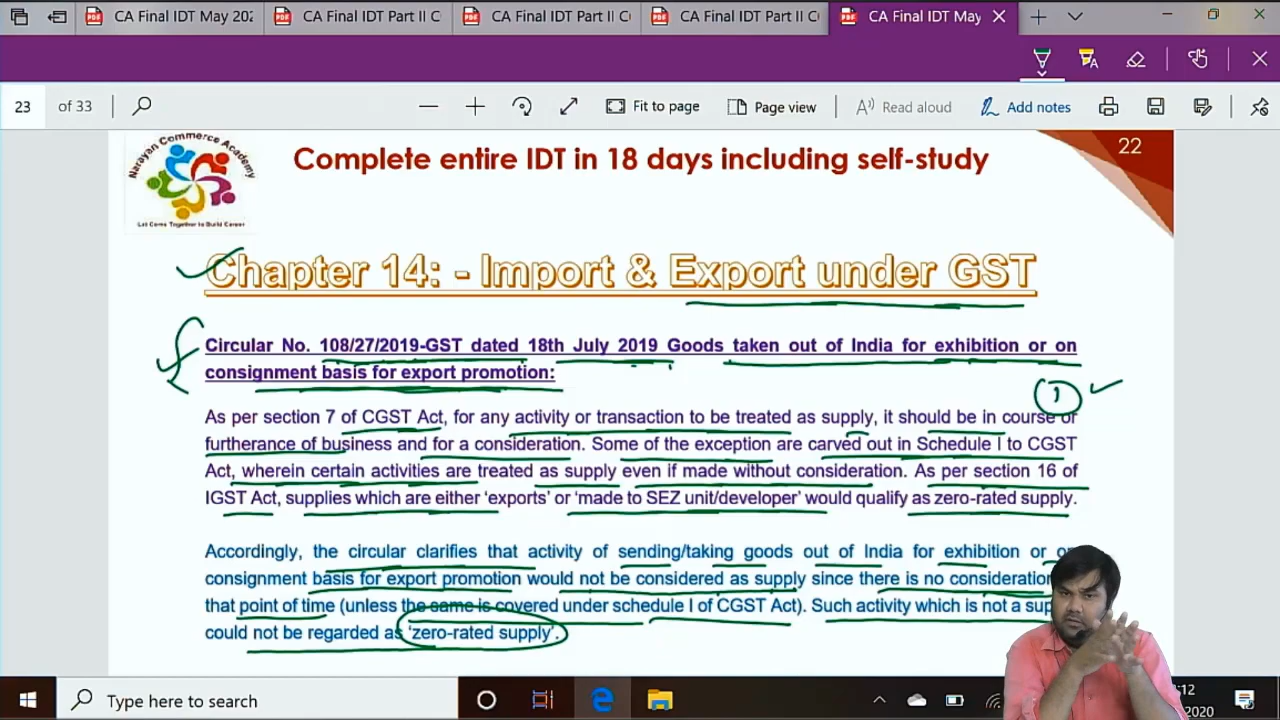 CA Final IDT May 202
CA Final IDT Part II C
CA Final IDT Part II C
CA Final IDT Part II C
CA Final IDT May
23 of 33
Fit to page
Page view
Read aloud
Add notes
Narayan Commerce Academy
Let Come Together to Build Career
Complete entire IDT in 18 days including self-study
22
Chapter 14: - Import & Export under GST
Circular No. 108/27/2019-GST dated 18th July 2019 Goods taken out of India for exhibition or on
consignment basis for export promotion:
1
As per section 7 of CGST Act, for any activity or transaction to be treated as supply, it should be in course or
furtherance of business and for a consideration. Some of the exception are carved out in Schedule I to CGST
Act, wherein certain activities are treated as supply even if made without consideration. As per section 16 of
IGST Act, supplies which are either ‘exports’ or ‘made to SEZ unit/developer’ would qualify as zero-rated supply.
Accordingly, the circular clarifies that activity of sending/taking goods out of India for exhibition or on
consignment basis for export promotion would not be considered as supply since there is no consideration
that point of time (unless the same is covered under schedule I of CGST Act). Such activity which is not a sup
could not be regarded as ‘zero-rated supply’.
Type here to search
:12
2020